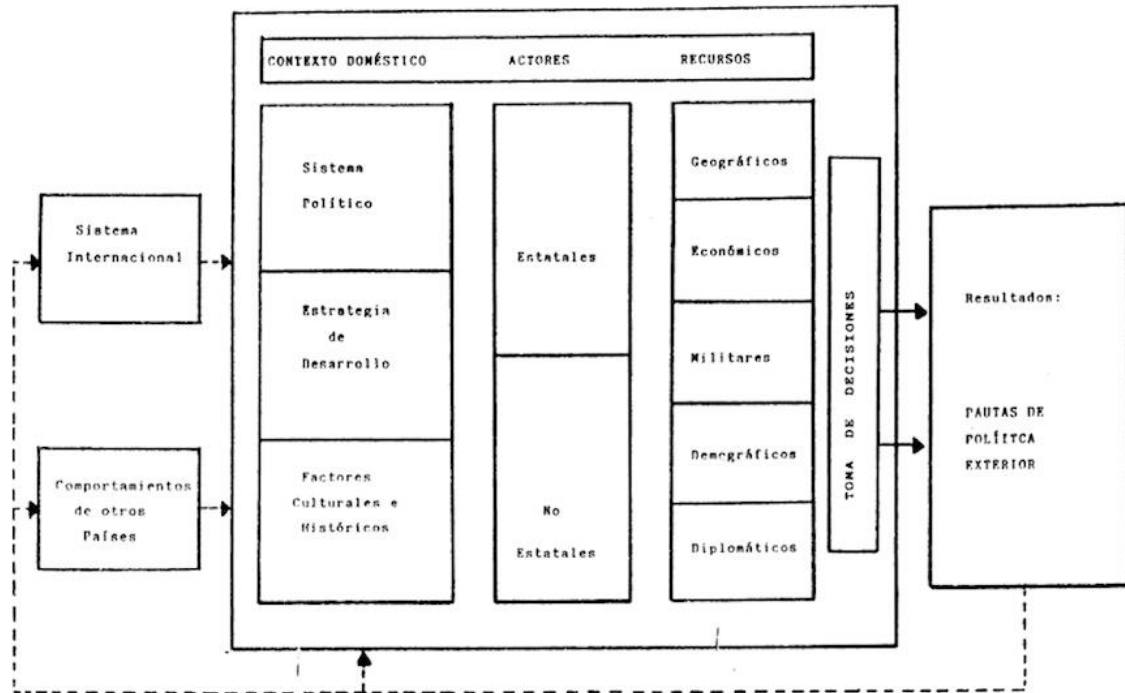 CONTEXTO DOMÉSTICO ACTORES RECURSOS
Sistema
Internacional
Comportamientos
de otros
Países
Sistema
Político
Estrategia
de
Desarrollo
Factores
Culturales e
Históricos
Estatales
No
Estatales
Geográficos
Económicos
Militares
Demográficos
Diplomáticos
TOMA DE DECISIONES
Resultados:
PAUTAS DE
POLÍITCA
EXTERIOR